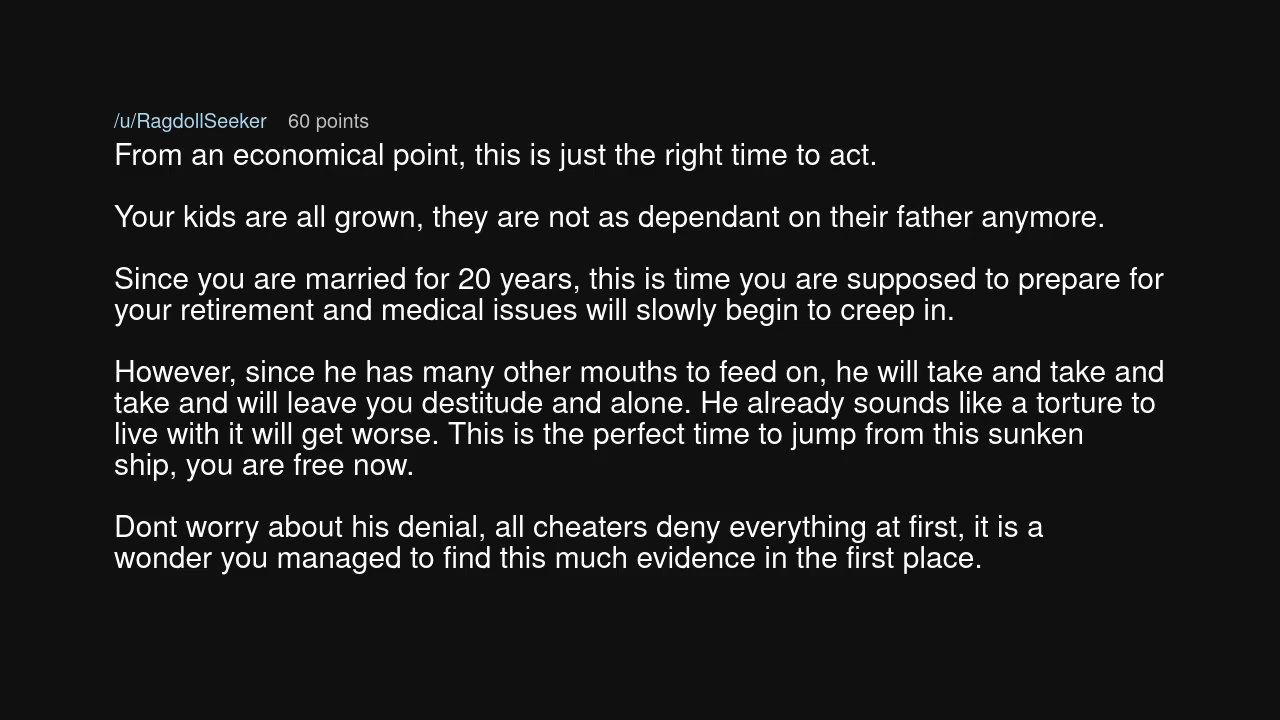 /u/RagdollSeeker 60 points
From an economical point, this is just the right time to act.
Your kids are all grown, they are not as dependant on their father anymore.
Since you are married for 20 years, this is time you are supposed to prepare for
your retirement and medical issues will slowly begin to creep in.
However, since he has many other mouths to feed on, he will take and take and
take and will leave you destitude and alone. He already sounds like a torture to
live with it will get worse. This is the perfect time to jump from this sunken
ship, you are free now.
Dont worry about his denial, all cheaters deny everything at first, it is a
wonder you managed to find this much evidence in the first place.